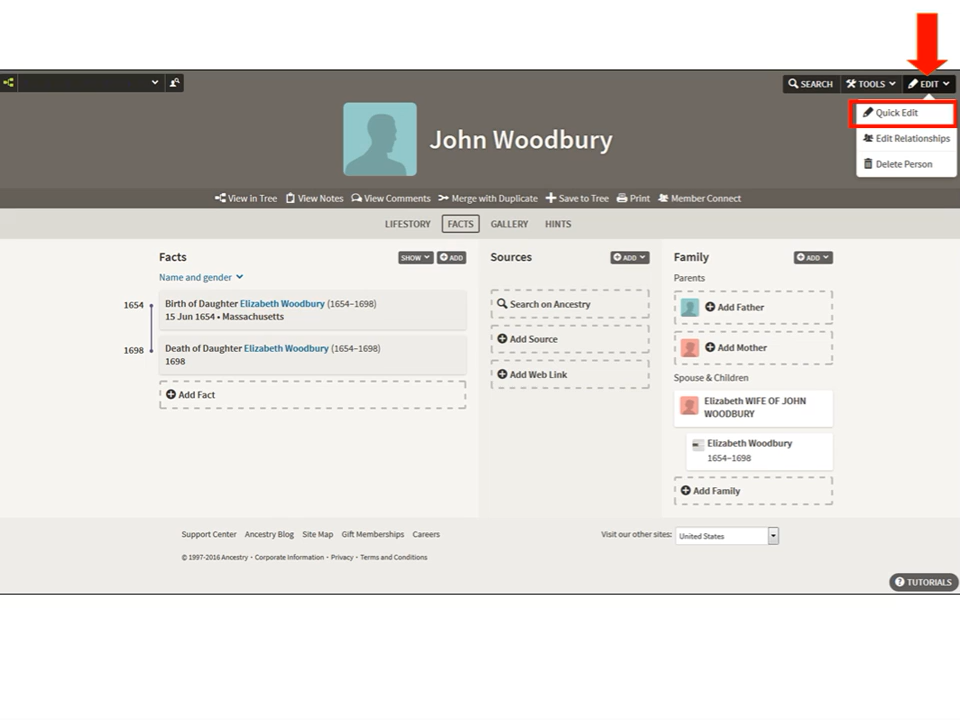 SEARCH TOOLS EDIT
Quick Edit
Edit Relationships
Delete Person
John Woodbury
View in Tree View Notes View Comments Merge with Duplicate Save to Tree Print Member Connect
LIFESTORY FACTS GALLERY HINTS
Facts SHOW ADD
Name and gender
1654
Birth of Daughter Elizabeth Woodbury (1654–1698)
15 Jun 1654 • Massachusetts
1698
Death of Daughter Elizabeth Woodbury (1654–1698)
1698
Add Fact
Sources ADD
Search on Ancestry
Add Source
Add Web Link
Family ADD
Parents
Add Father
Add Mother
Spouse & Children
Elizabeth WIFE OF JOHN
WOODBURY
Elizabeth Woodbury
1654–1698
Add Family
Support Center Ancestry Blog Site Map Gift Memberships Careers
Visit our other sites: United States
© 1997-2016 Ancestry • Corporate Information • Privacy • Terms and Conditions
TUTORIALS